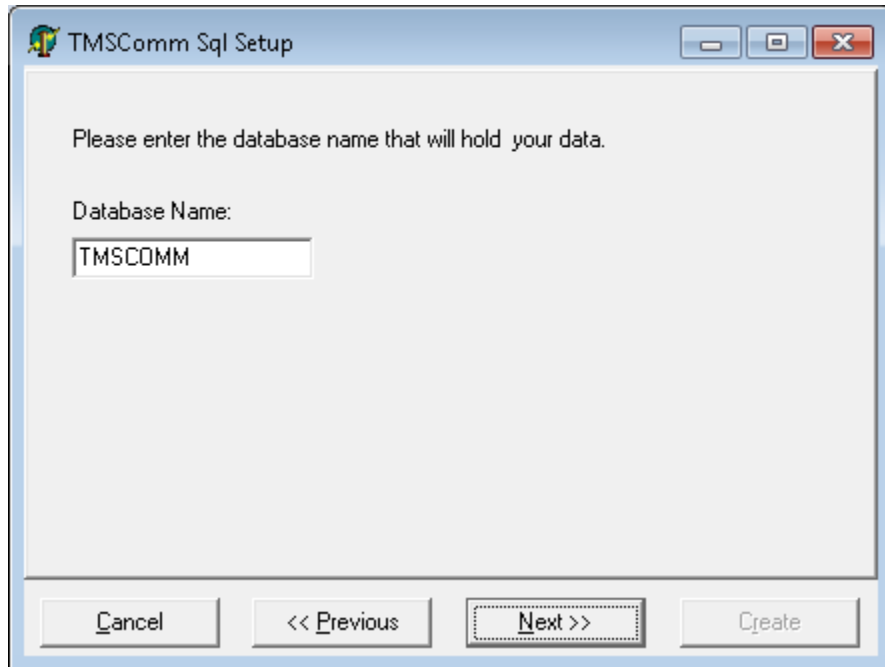 TMSComm Sql Setup
Please enter the database name that will hold  your data.
Database Name:
TMSCOMM
Cancel
<< Previous
Next >>
Create